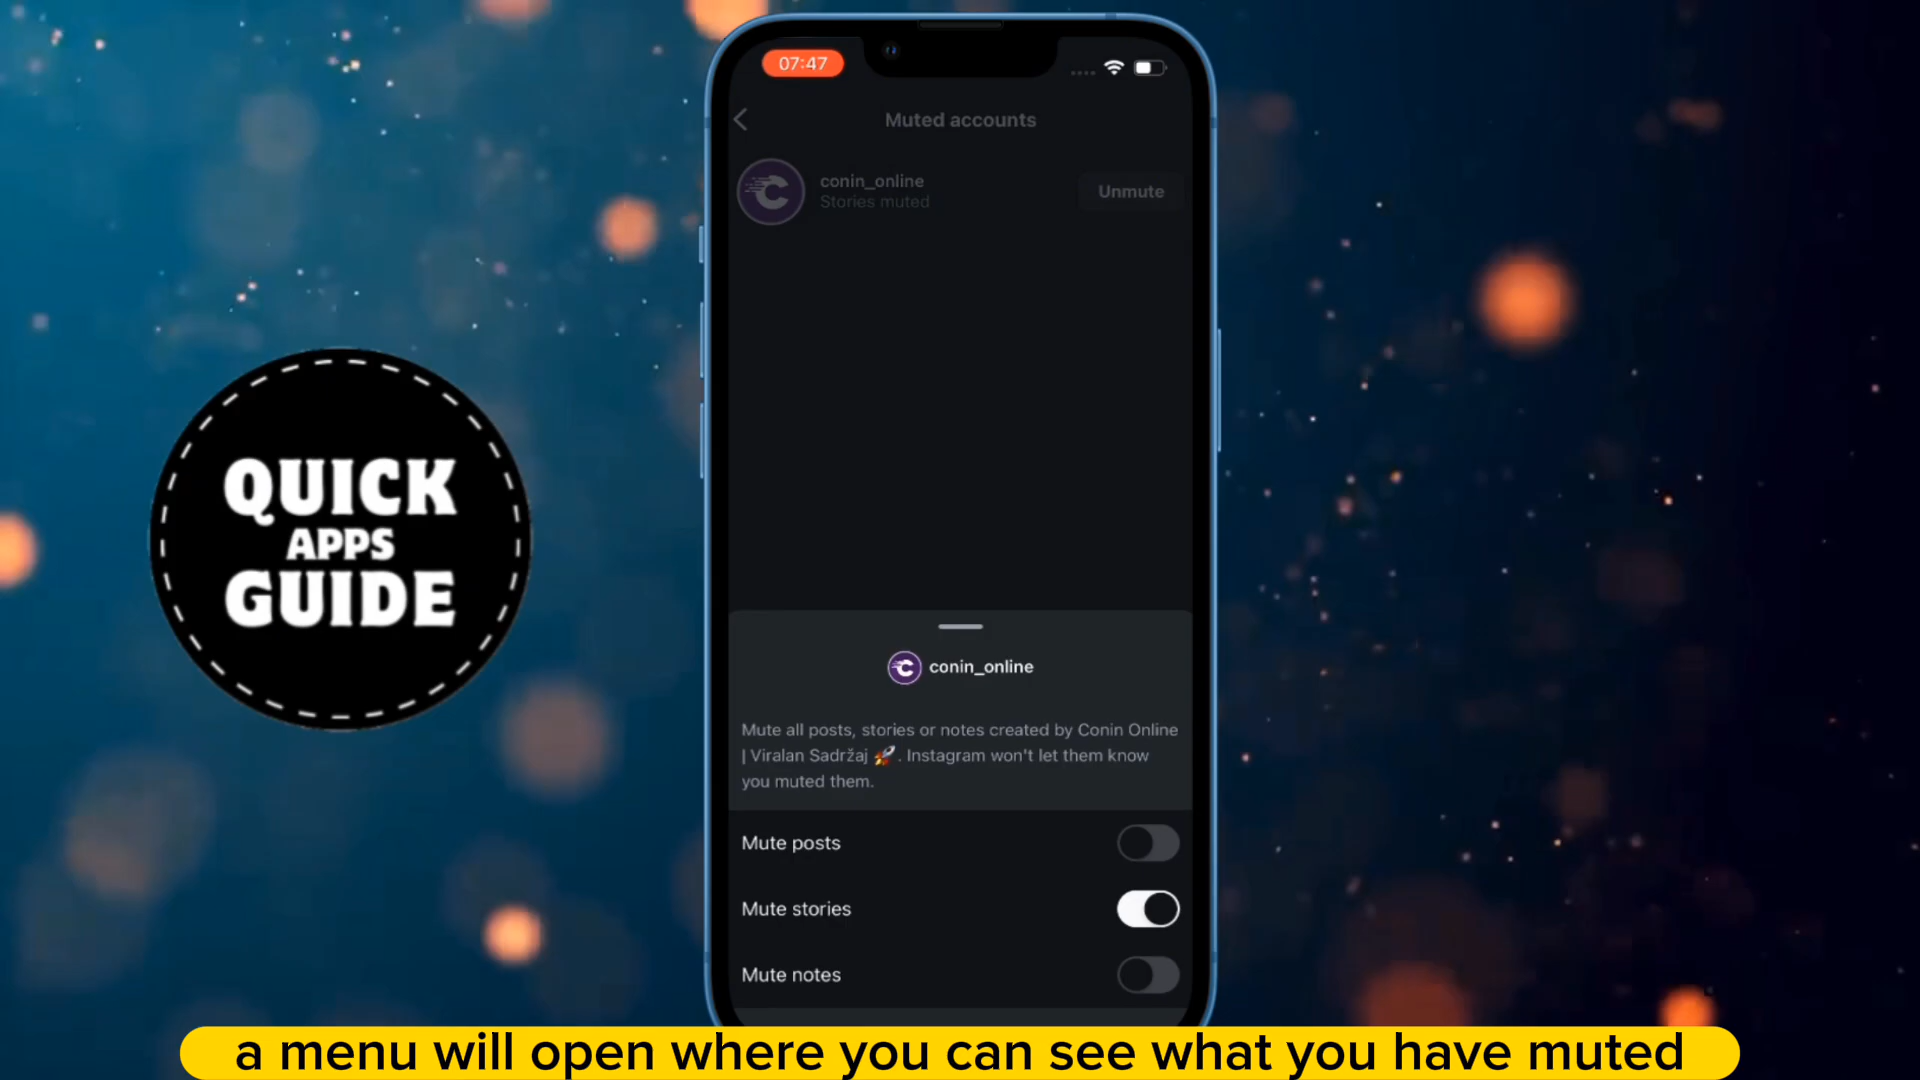 07:47
Muted accounts
conin_online
Stories muted
Unmute
QUICK
APPS
GUIDE
conin_online
Mute all posts, stories or notes created by Conin Online
| Viralan Sadržaj 🚀. Instagram won't let them know
you muted them.
Mute posts
Mute stories
Mute notes
a menu will open where you can see what you have muted